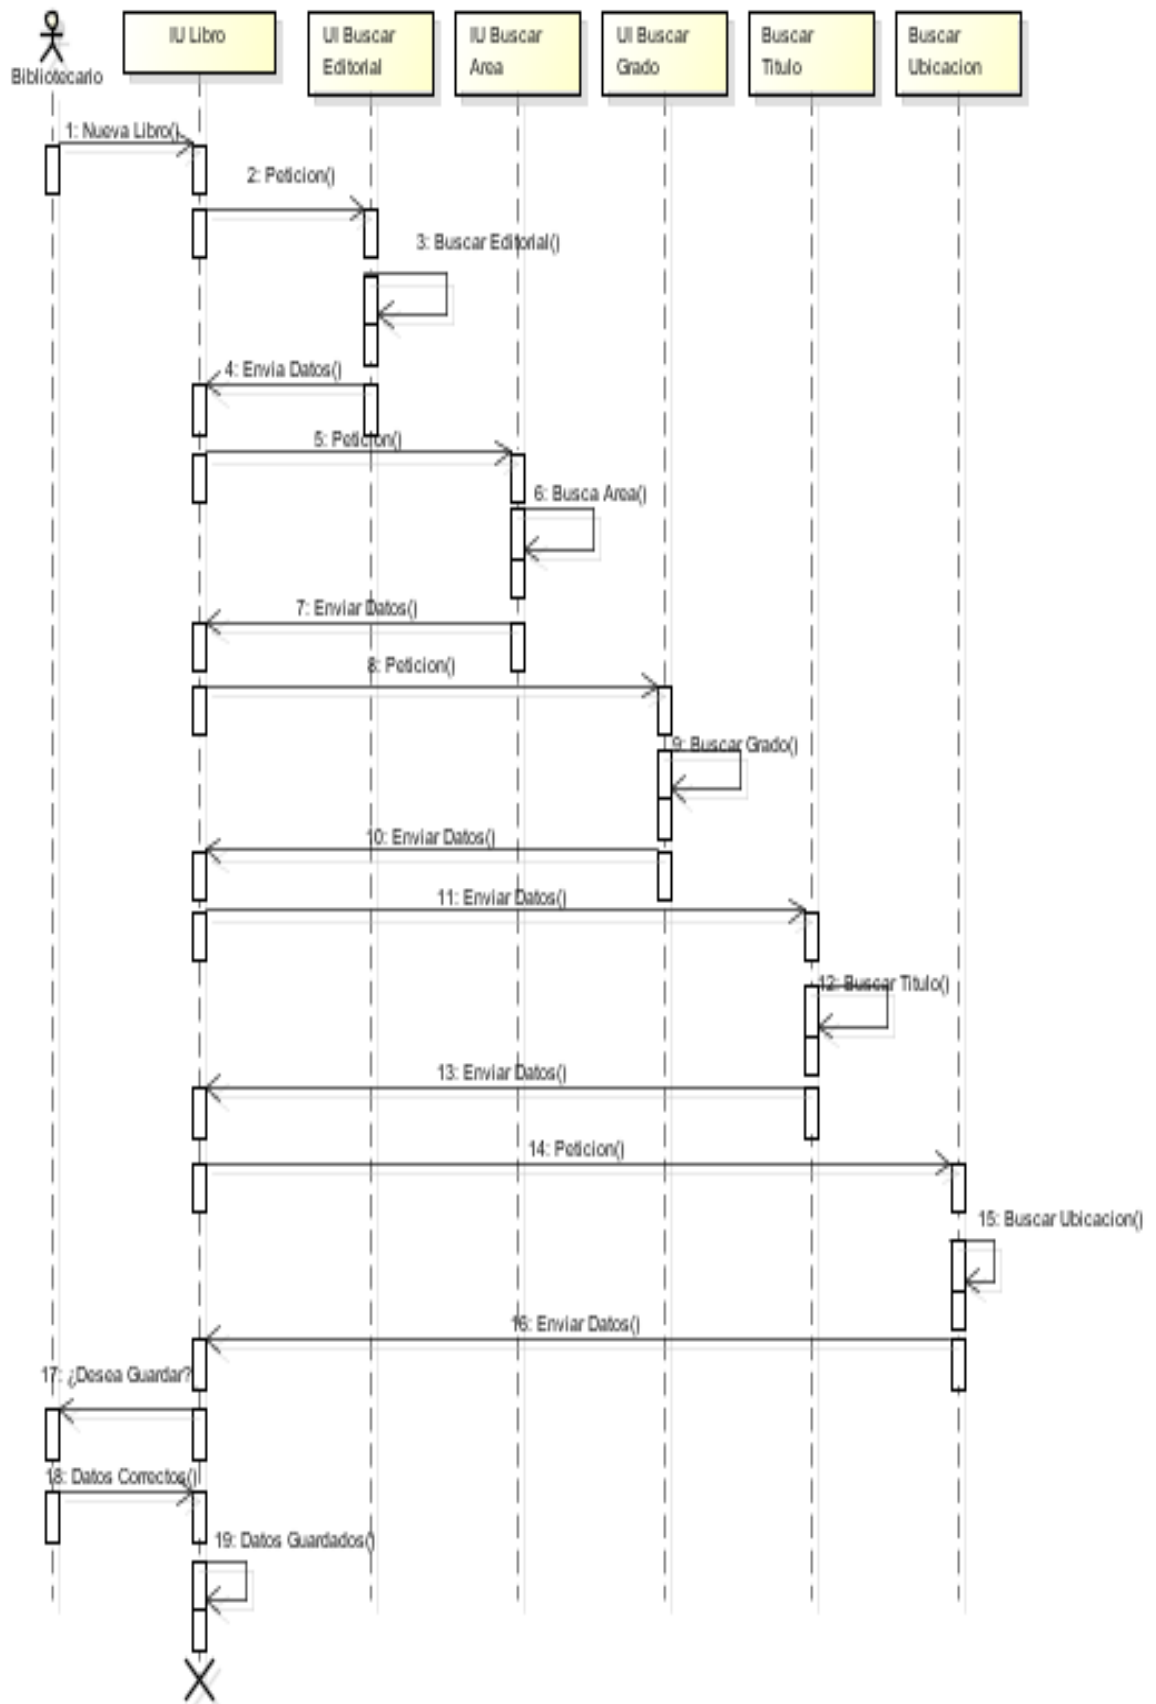 Bibliotecario
IU Libro
UI Buscar
Editorial
IU Buscar
Area
UI Buscar
Grado
Buscar
Titulo
Buscar
Ubicacion
1: Nueva Libro()
2: Peticion()
3: Buscar Editorial()
4: Envia Datos()
5: Peticion()
6: Busca Area()
7: Enviar Datos()
8: Peticion()
9: Buscar Grado()
10: Enviar Datos()
11: Enviar Datos()
12: Buscar Titulo()
13: Enviar Datos()
14: Peticion()
15: Buscar Ubicacion()
16: Enviar Datos()
17: ¿Desea Guardar?
18: Datos Correctos()
19: Datos Guardados()